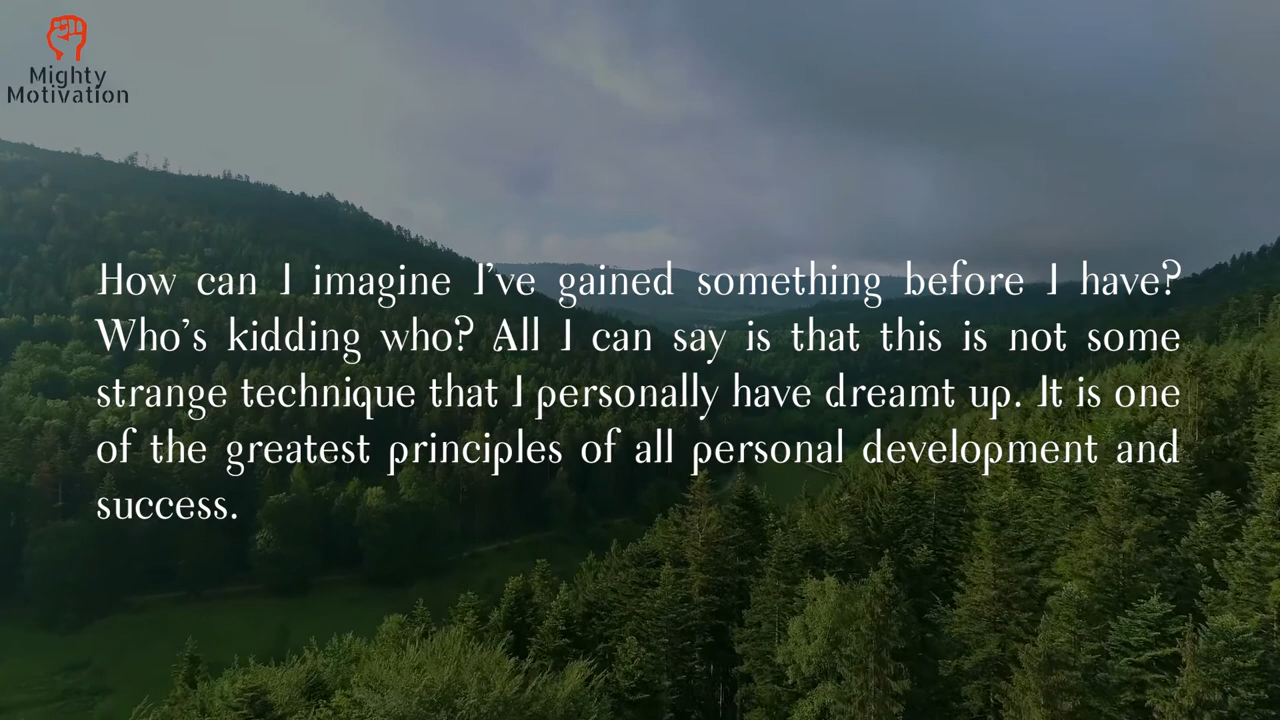 Mighty
Motivation
How can I imagine I've gained something before I have?
Who's kidding who? All I can say is that this is not some
strange technique that I personally have dreamt up. It is one
of the greatest principles of all personal development and
success.